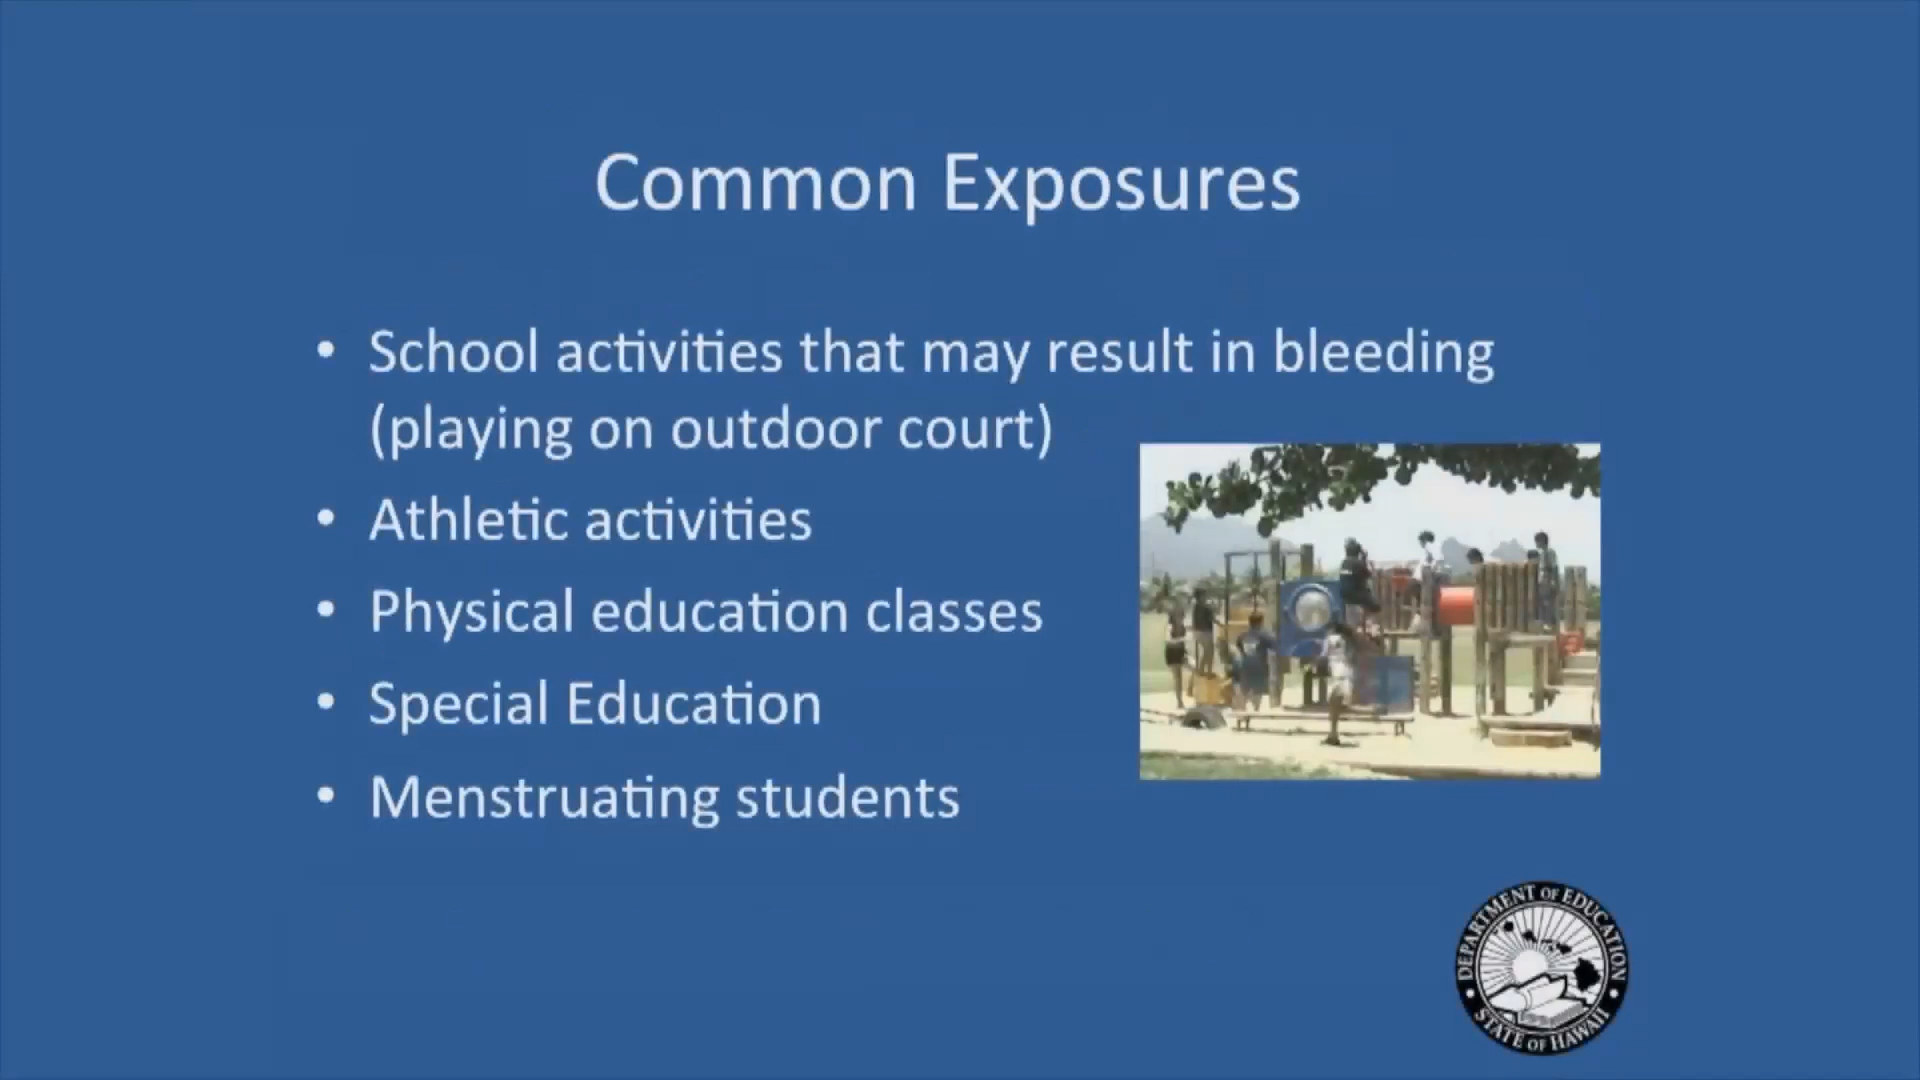 Common Exposures
• School activities that may result in bleeding
(playing on outdoor court)
• Athletic activities
• Physical education classes
• Special Education
• Menstruating students
DEPARTMENT OF EDUCATION
• STATE OF HAWAII •